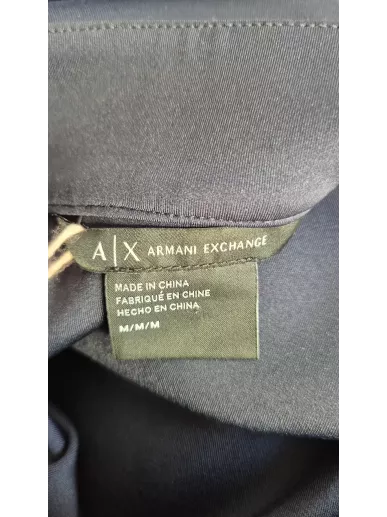 A|X ARMANI EXCHANGE
MADE IN CHINA
FABRIQUÉ EN CHINE
HECHO EN CHINA
M/M/M